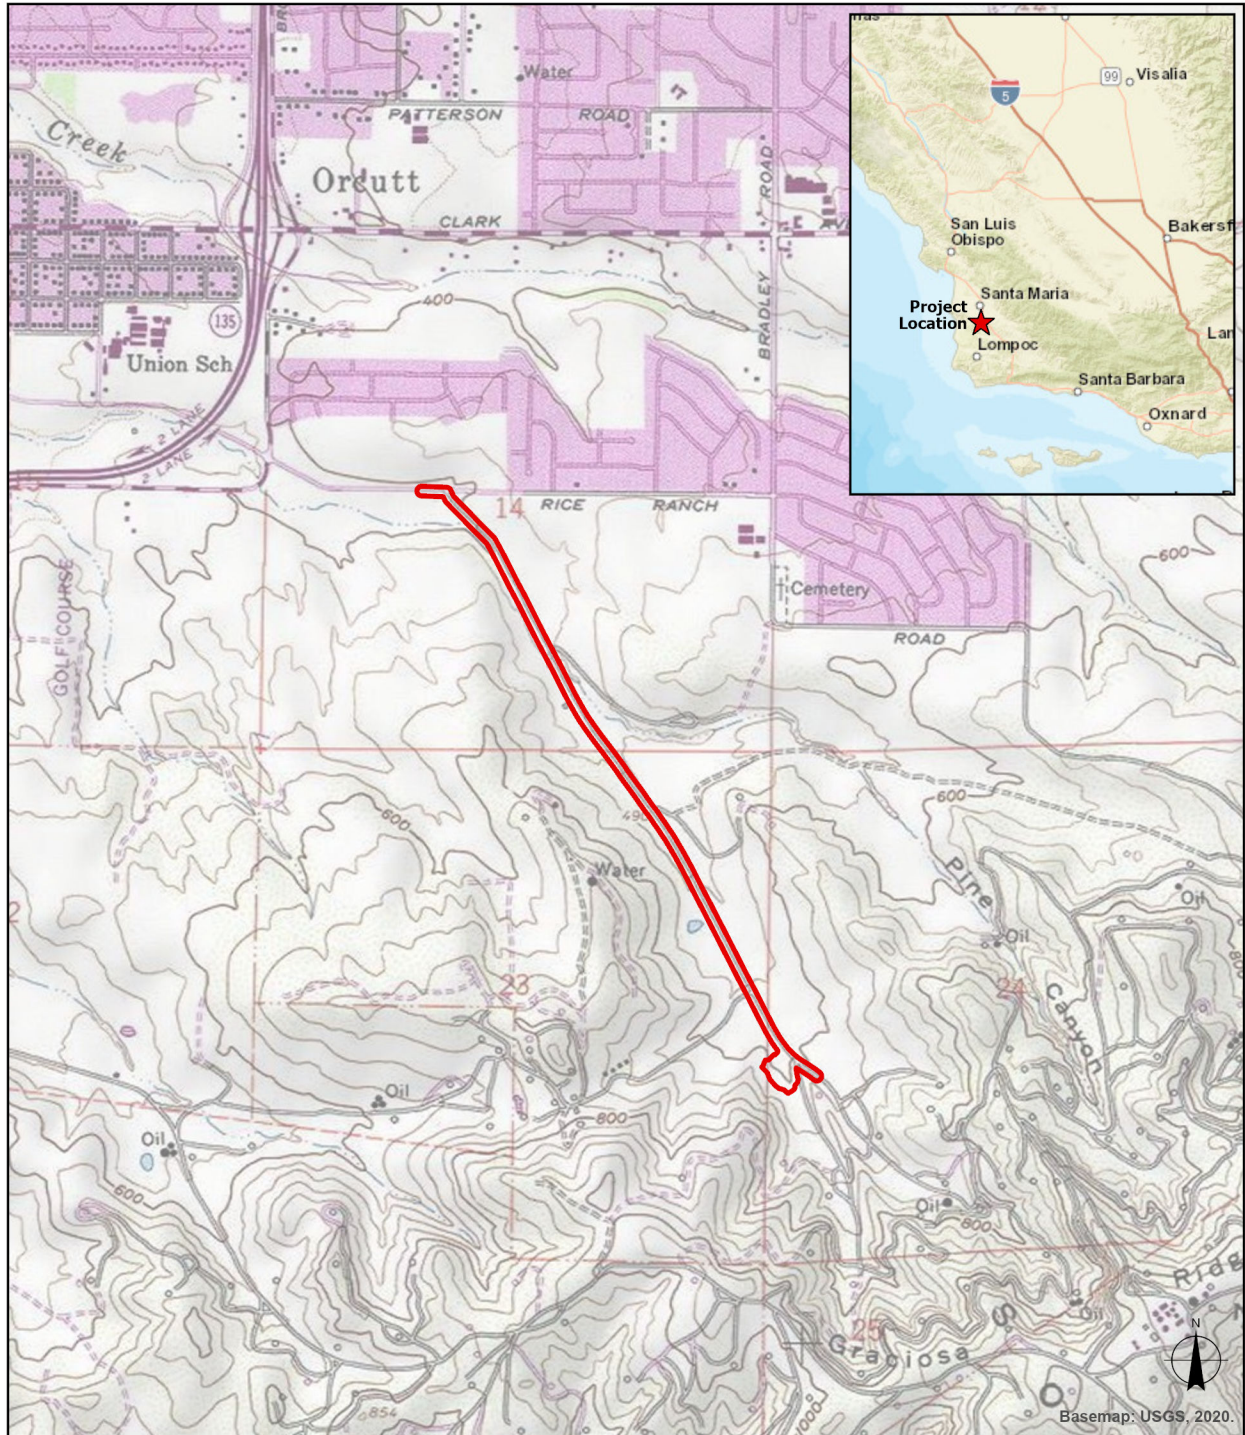 Water
PATTERSON ROAD
Creek
Orcutt
ROAD
CLARK
AV
400
BRADLEY
135
Union Sch
2 LANE
2 LANE
14
RICE RANCH
GOLF COURSE
Cemetery
ROAD
600
600
600
Pine
Water
Oil
Oil
23
24
Canyon
Oil
800
Oil
600
Oil
800
Ridge
Oil
25
Graciosa
S
O
854
1000
N
Basemap: USGS, 2020.
5
99
Visalia
San Luis
Obispo
Bakersf
Santa Maria
Project
Location
Lompoc
Lan
Santa Barbara
Oxnard